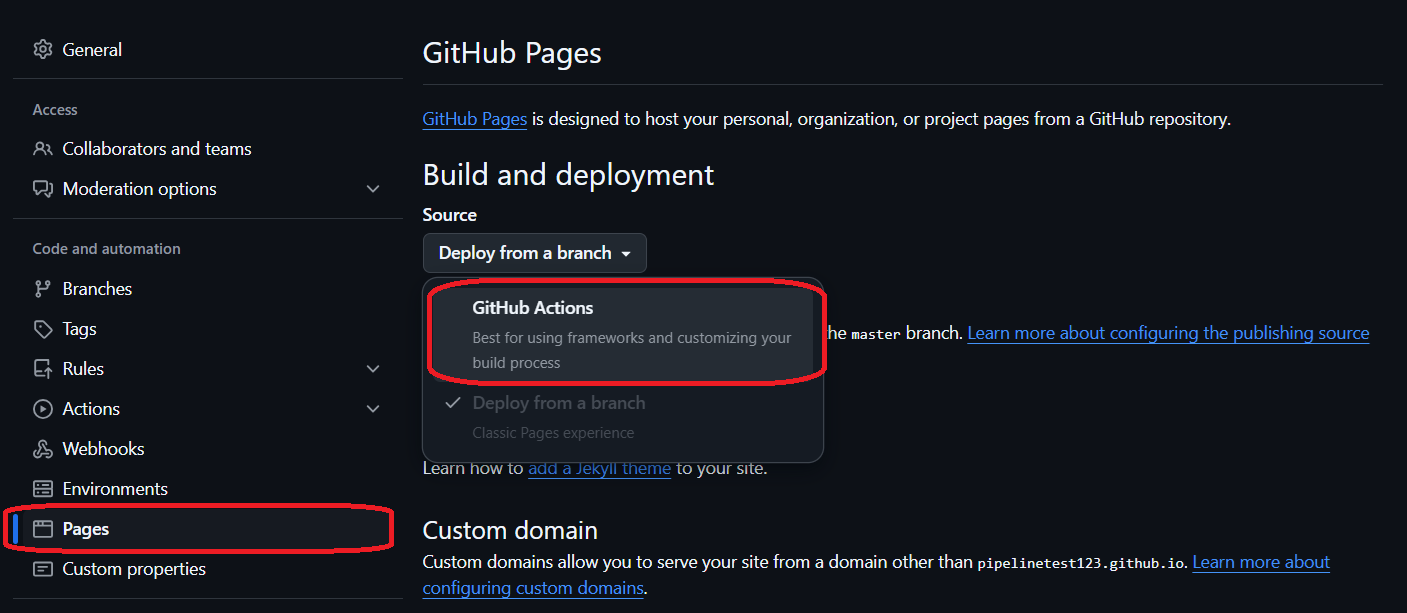 General
Access
Collaborators and teams
Moderation options
Code and automation
Branches
Tags
Rules
Actions
Webhooks
Environments
Pages
Custom properties
GitHub Pages
GitHub Pages is designed to host your personal, organization, or project pages from a GitHub repository.
Build and deployment
Source
Deploy from a branch
GitHub Actions
Best for using frameworks and customizing your
build process
Deploy from a branch
Classic Pages experience
master branch. Learn more about configuring the publishing source
Learn how to add a Jekyll theme to your site.
Custom domain
Custom domains allow you to serve your site from a domain other than pipelinetest123.github.io. Learn more about
configuring custom domains.